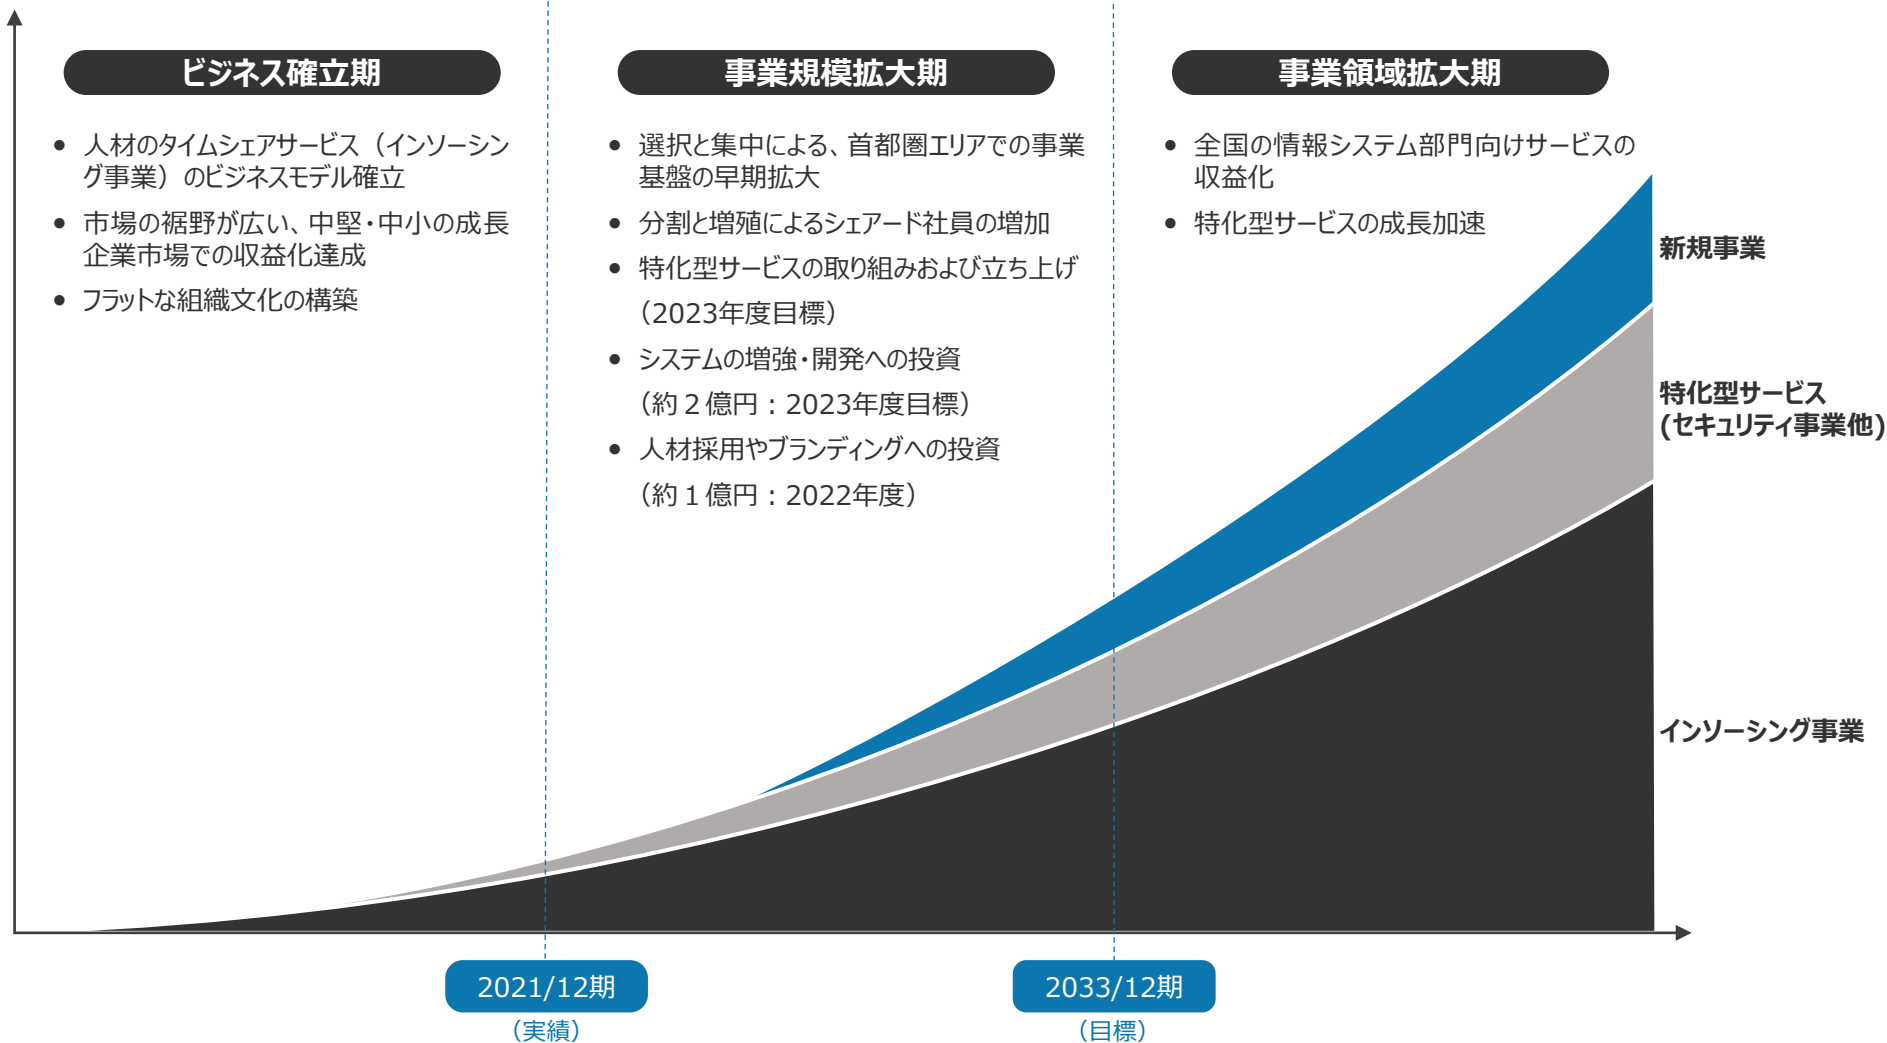 ビジネス確立期
• 人材のタイムシェアサービス（インソーシン
グ事業）のビジネスモデル確立
• 市場の裾野が広い、中堅・中小の成長
企業市場での収益化達成
• フラットな組織文化の構築
事業規模拡大期
• 選択と集中による、首都圏エリアでの事業
基盤の早期拡大
• 分割と増殖によるシェアード社員の増加
• 特化型サービスの取り組みおよび立ち上げ
（2023年度目標）
• システムの増強・開発への投資
（約２億円：2023年度目標）
• 人材採用やブランディングへの投資
（約１億円：2022年度）
事業領域拡大期
• 全国の情報システム部門向けサービスの
収益化
• 特化型サービスの成長加速
新規事業
特化型サービス
(セキュリティ事業他)
インソーシング事業
2021/12期
（実績）
2033/12期
（目標）